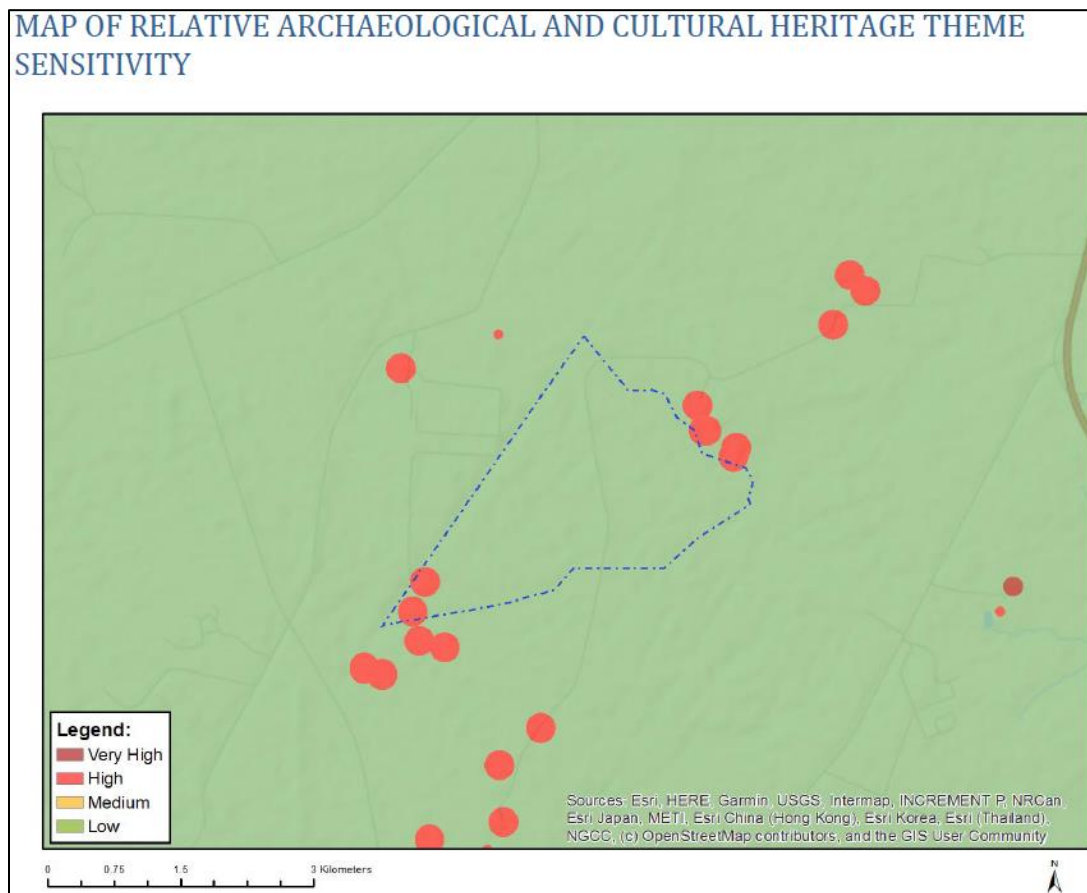 MAP OF RELATIVE ARCHAEOLOGICAL AND CULTURAL HERITAGE THEME
SENSITIVITY
Legend:
Very High
High
Medium
Low
Sources: Esri, HERE, Garmin, USGS, Intermap, INCREMENT P, NRCan,
Esri Japan, METI, Esri China (Hong Kong), Esri Korea, Esri (Thailand),
NGCC, (c) OpenStreetMap contributors, and the GIS User Community
0 0.75 1.5 3 Kilometers
N